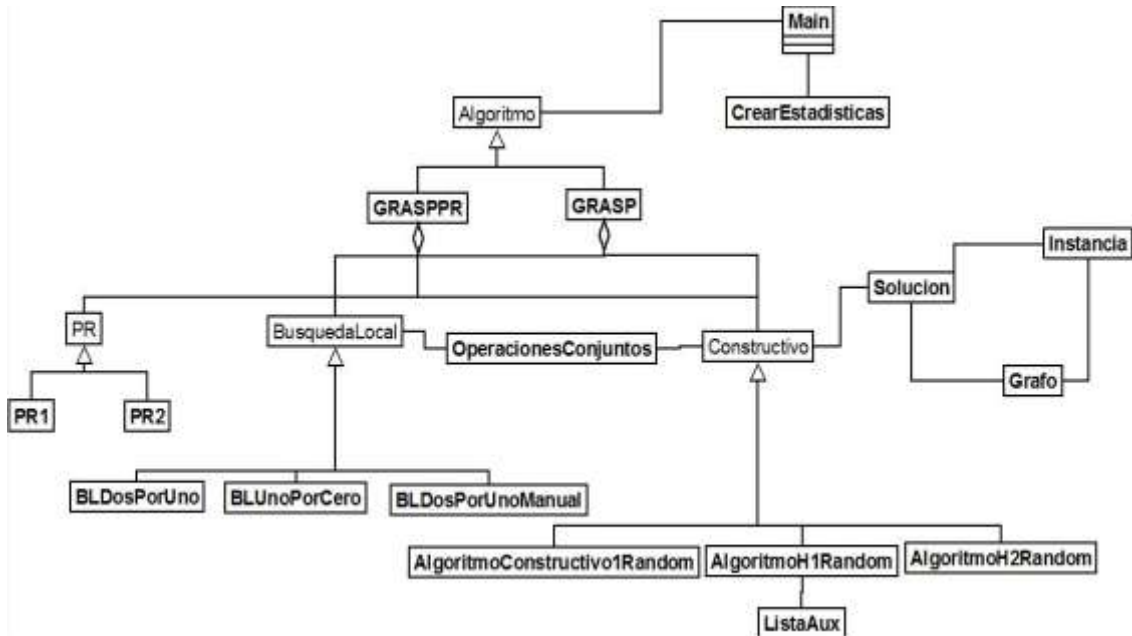 Main
CrearEstadisticas
Algoritmo
GRASPPR
GRASP
Instancia
Solucion
PR
BusquedaLocal
OperacionesConjuntos
Constructivo
Grafo
PR1
PR2
BLDosPorUno
BLUnoPorCero
BLDosPorUnoManual
AlgoritmoConstructivo1Random
AlgoritmoH1Random
AlgoritmoH2Random
ListaAux